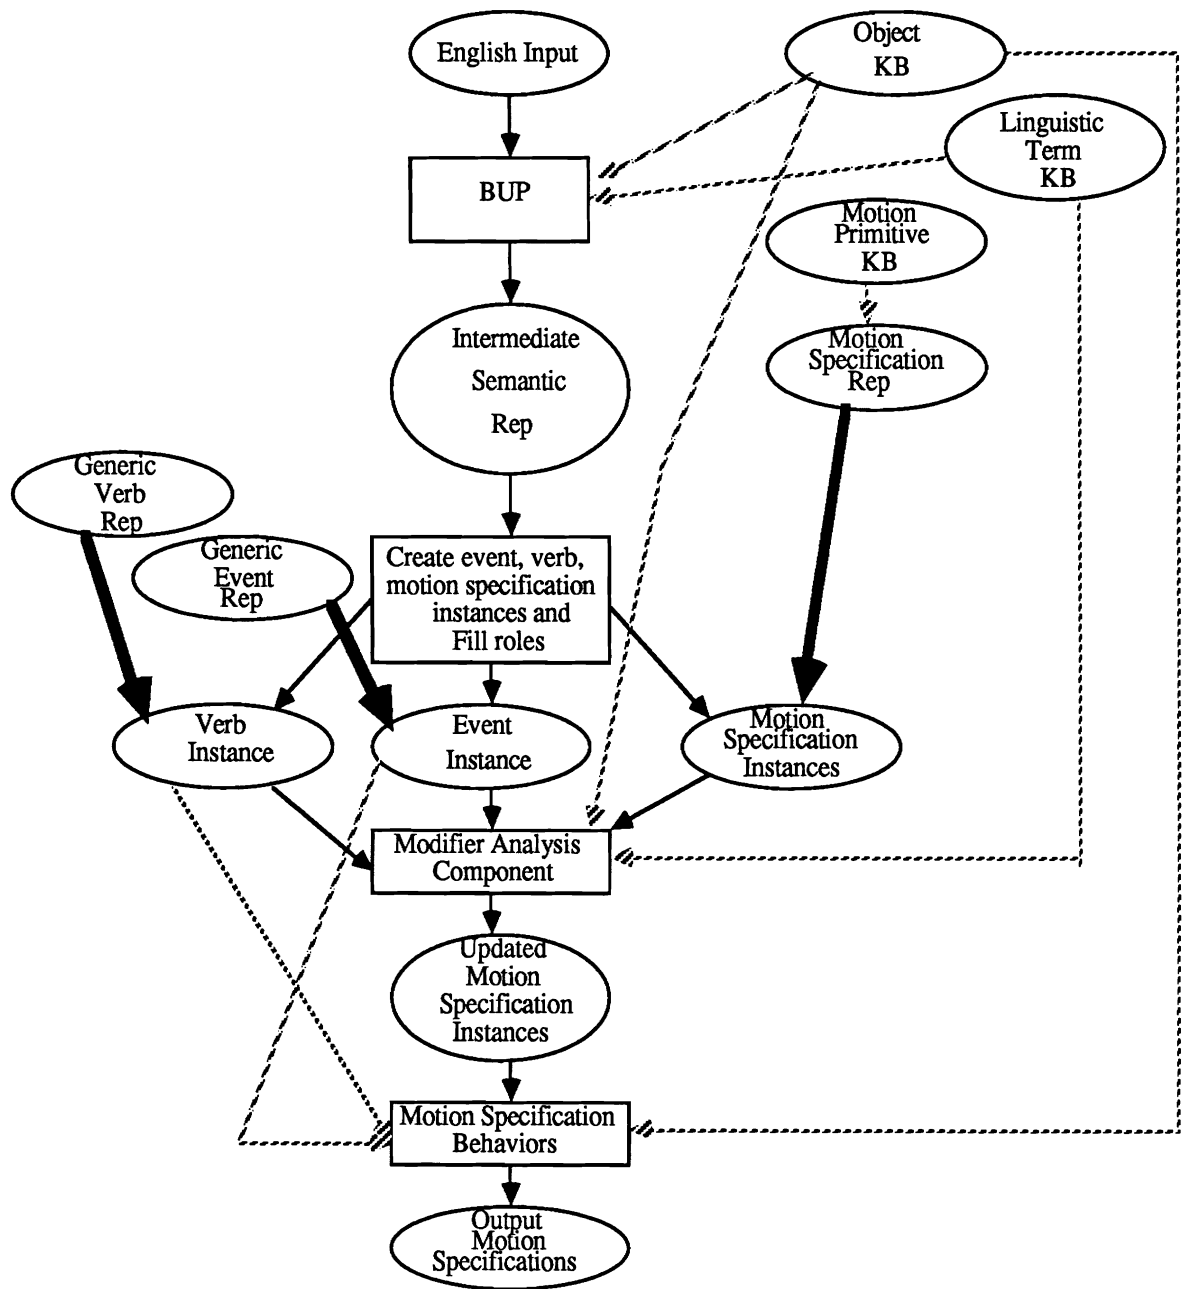 English Input
Object
KB
Linguistic
Term
KB
BUP
Motion
Primitive
KB
Intermediate
Semantic
Rep
Motion
Specification
Rep
Generic
Verb
Rep
Generic
Event
Rep
Create event, verb,
motion specification
instances and
Fill roles
Verb
Instance
Event
Instance
Motion
Specification
Instances
Modifier Analysis
Component
Updated
Motion
Specification
Instances
Motion Specification
Behaviors
Output
Motion
Specifications